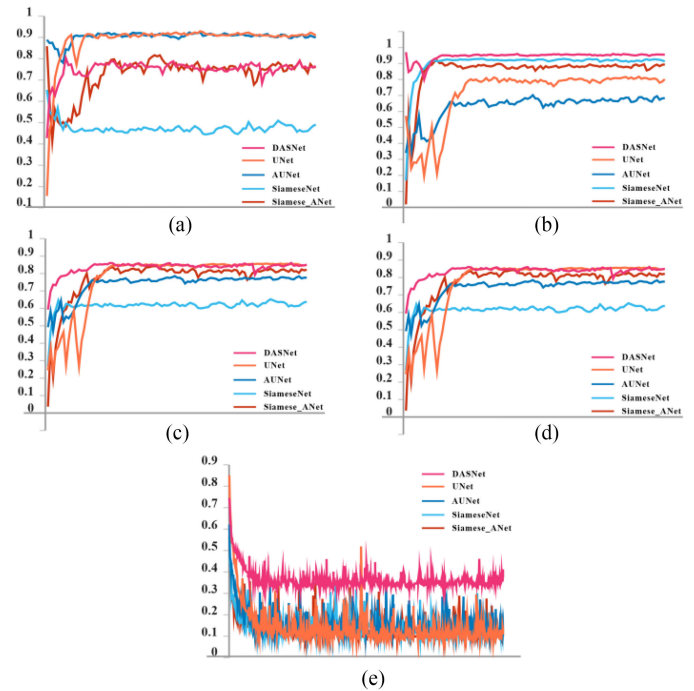 1
0.9
0.8
0.7
0.6
0.5
0.4
0.3
0.2
0.1
DASNet
UNet
AUNet
SiameseNet
Siamese_ANet
(a)
1
0.9
0.8
0.7
0.6
0.5
0.4
0.3
0.2
0.1
0
DASNet
UNet
AUNet
SiameseNet
Siamese_ANet
(b)
1
0.9
0.8
0.7
0.6
0.5
0.4
0.3
0.2
0.1
0
DASNet
UNet
AUNet
SiameseNet
Siamese_ANet
(c)
1
0.9
0.8
0.7
0.6
0.5
0.4
0.3
0.2
0.1
0
DASNet
UNet
AUNet
SiameseNet
Siamese_ANet
(d)
0.9
0.8
0.7
0.6
0.5
0.4
0.3
0.2
0.1
0
DASNet
UNet
AUNet
SiameseNet
Siamese_ANet
(e)